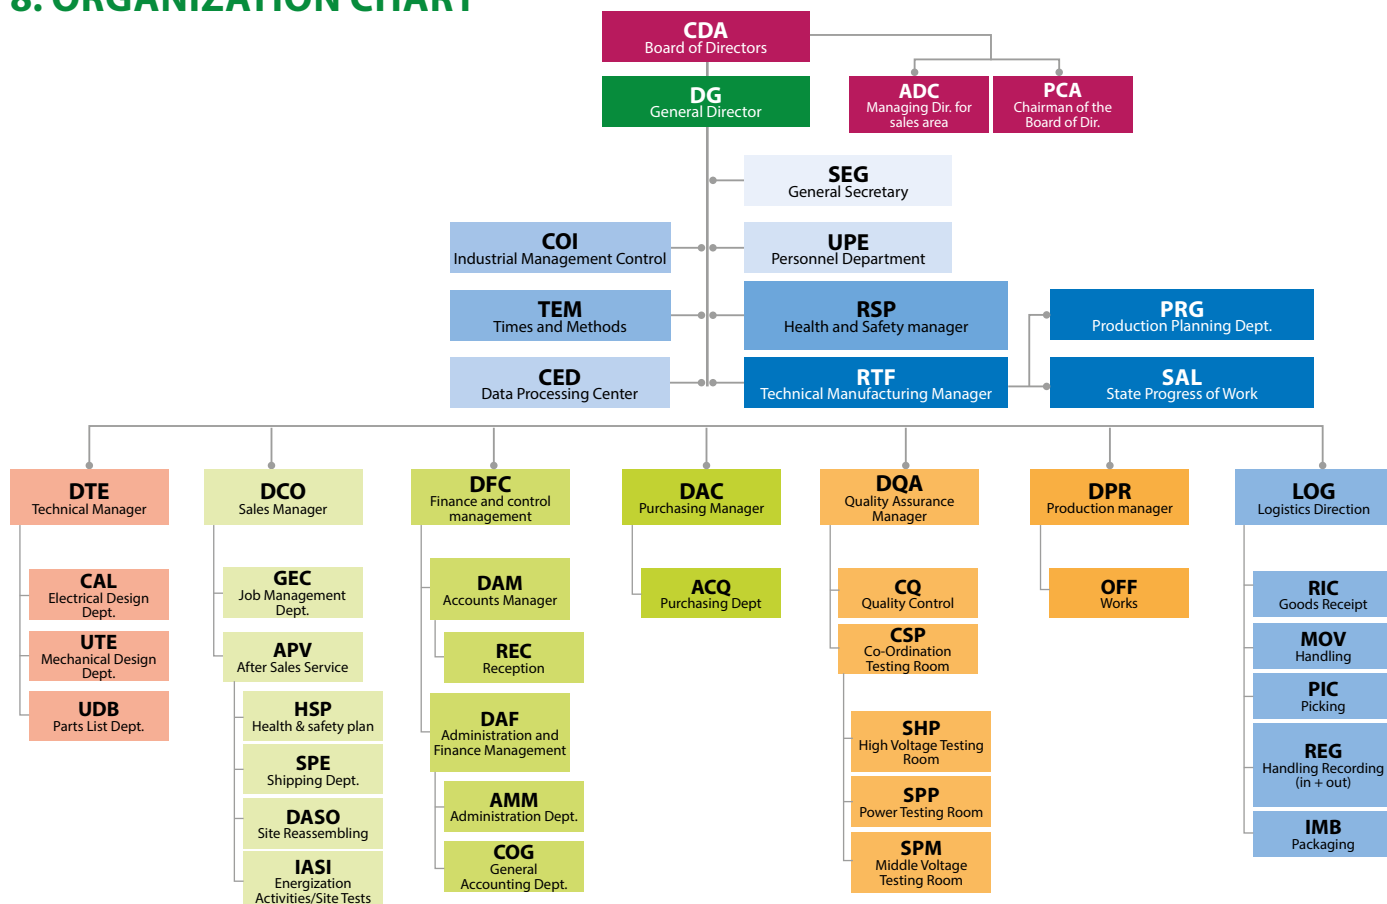 8. ORGANIZATION CHART
CDA
Board of Directors
DG
General Director
ADC
Managing Dir. for
sales area
PCA
Chairman of the
Board of Dir.
SEG
General Secretary
COI
Industrial Management Control
UPE
Personnel Department
TEM
Times and Methods
RSP
Health and Safety manager
PRG
Production Planning Dept.
CED
Data Processing Center
RTF
Technical Manufacturing Manager
SAL
State Progress of Work
DTE
Technical Manager
CAL
Electrical Design
Dept.
UTE
Mechanical Design
Dept.
UDB
Parts List Dept.
DCO
Sales Manager
GEC
Job Management
Dept.
APV
After Sales Service
HSP
Health & safety plan
SPE
Shipping Dept.
DASO
Site Reassembling
IASI
Energization
Activities/Site Tests
DFC
Finance and control
management
DAM
Accounts Manager
REC
Reception
DAF
Administration and
Finance Management
AMM
Administration Dept.
COG
General
Accounting Dept.
DAC
Purchasing Manager
ACQ
Purchasing Dept
DQA
Quality Assurance
Manager
CQ
Quality Control
CSP
Co-Ordination
Testing Room
SHP
High Voltage Testing
Room
SPP
Power Testing Room
SPM
Middle Voltage
Testing Room
DPR
Production manager
OFF
Works
LOG
Logistics Direction
RIC
Goods Receipt
MOV
Handling
PIC
Picking
REG
Handling Recording
(in + out)
IMB
Packaging